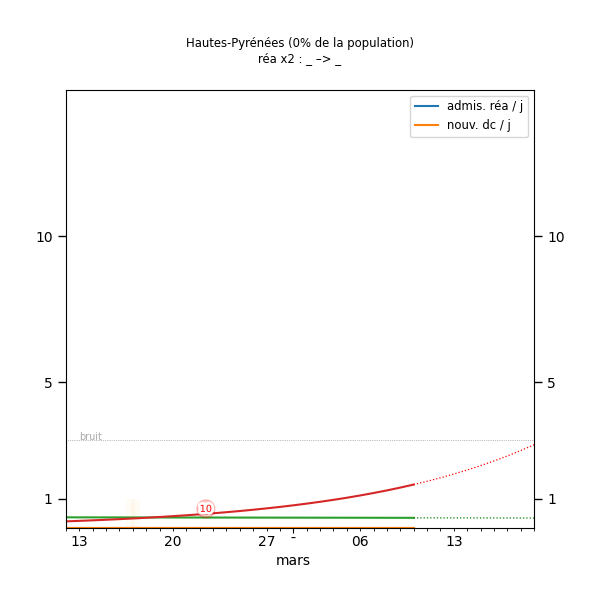 Hautes-Pyrénées (0% de la population)
réa x2 : _ –> _
admis. réa / j
nouv. dc / j
10 10
5 5
bruit
1 1
10
13 20 27 - 06 13
mars